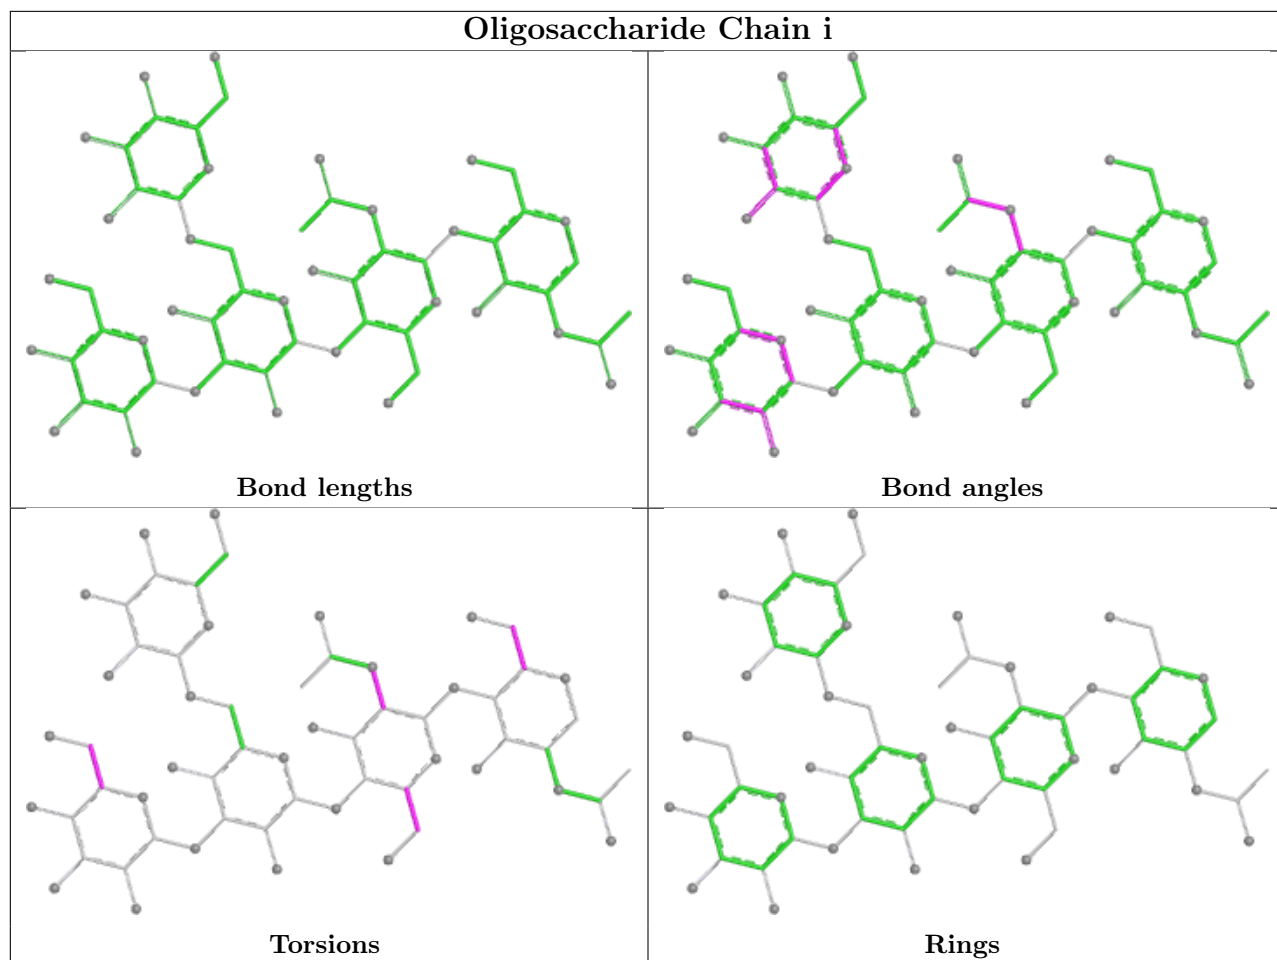 Oligosaccharide Chain i
Bond lengths
Bond angles
Torsions
Rings